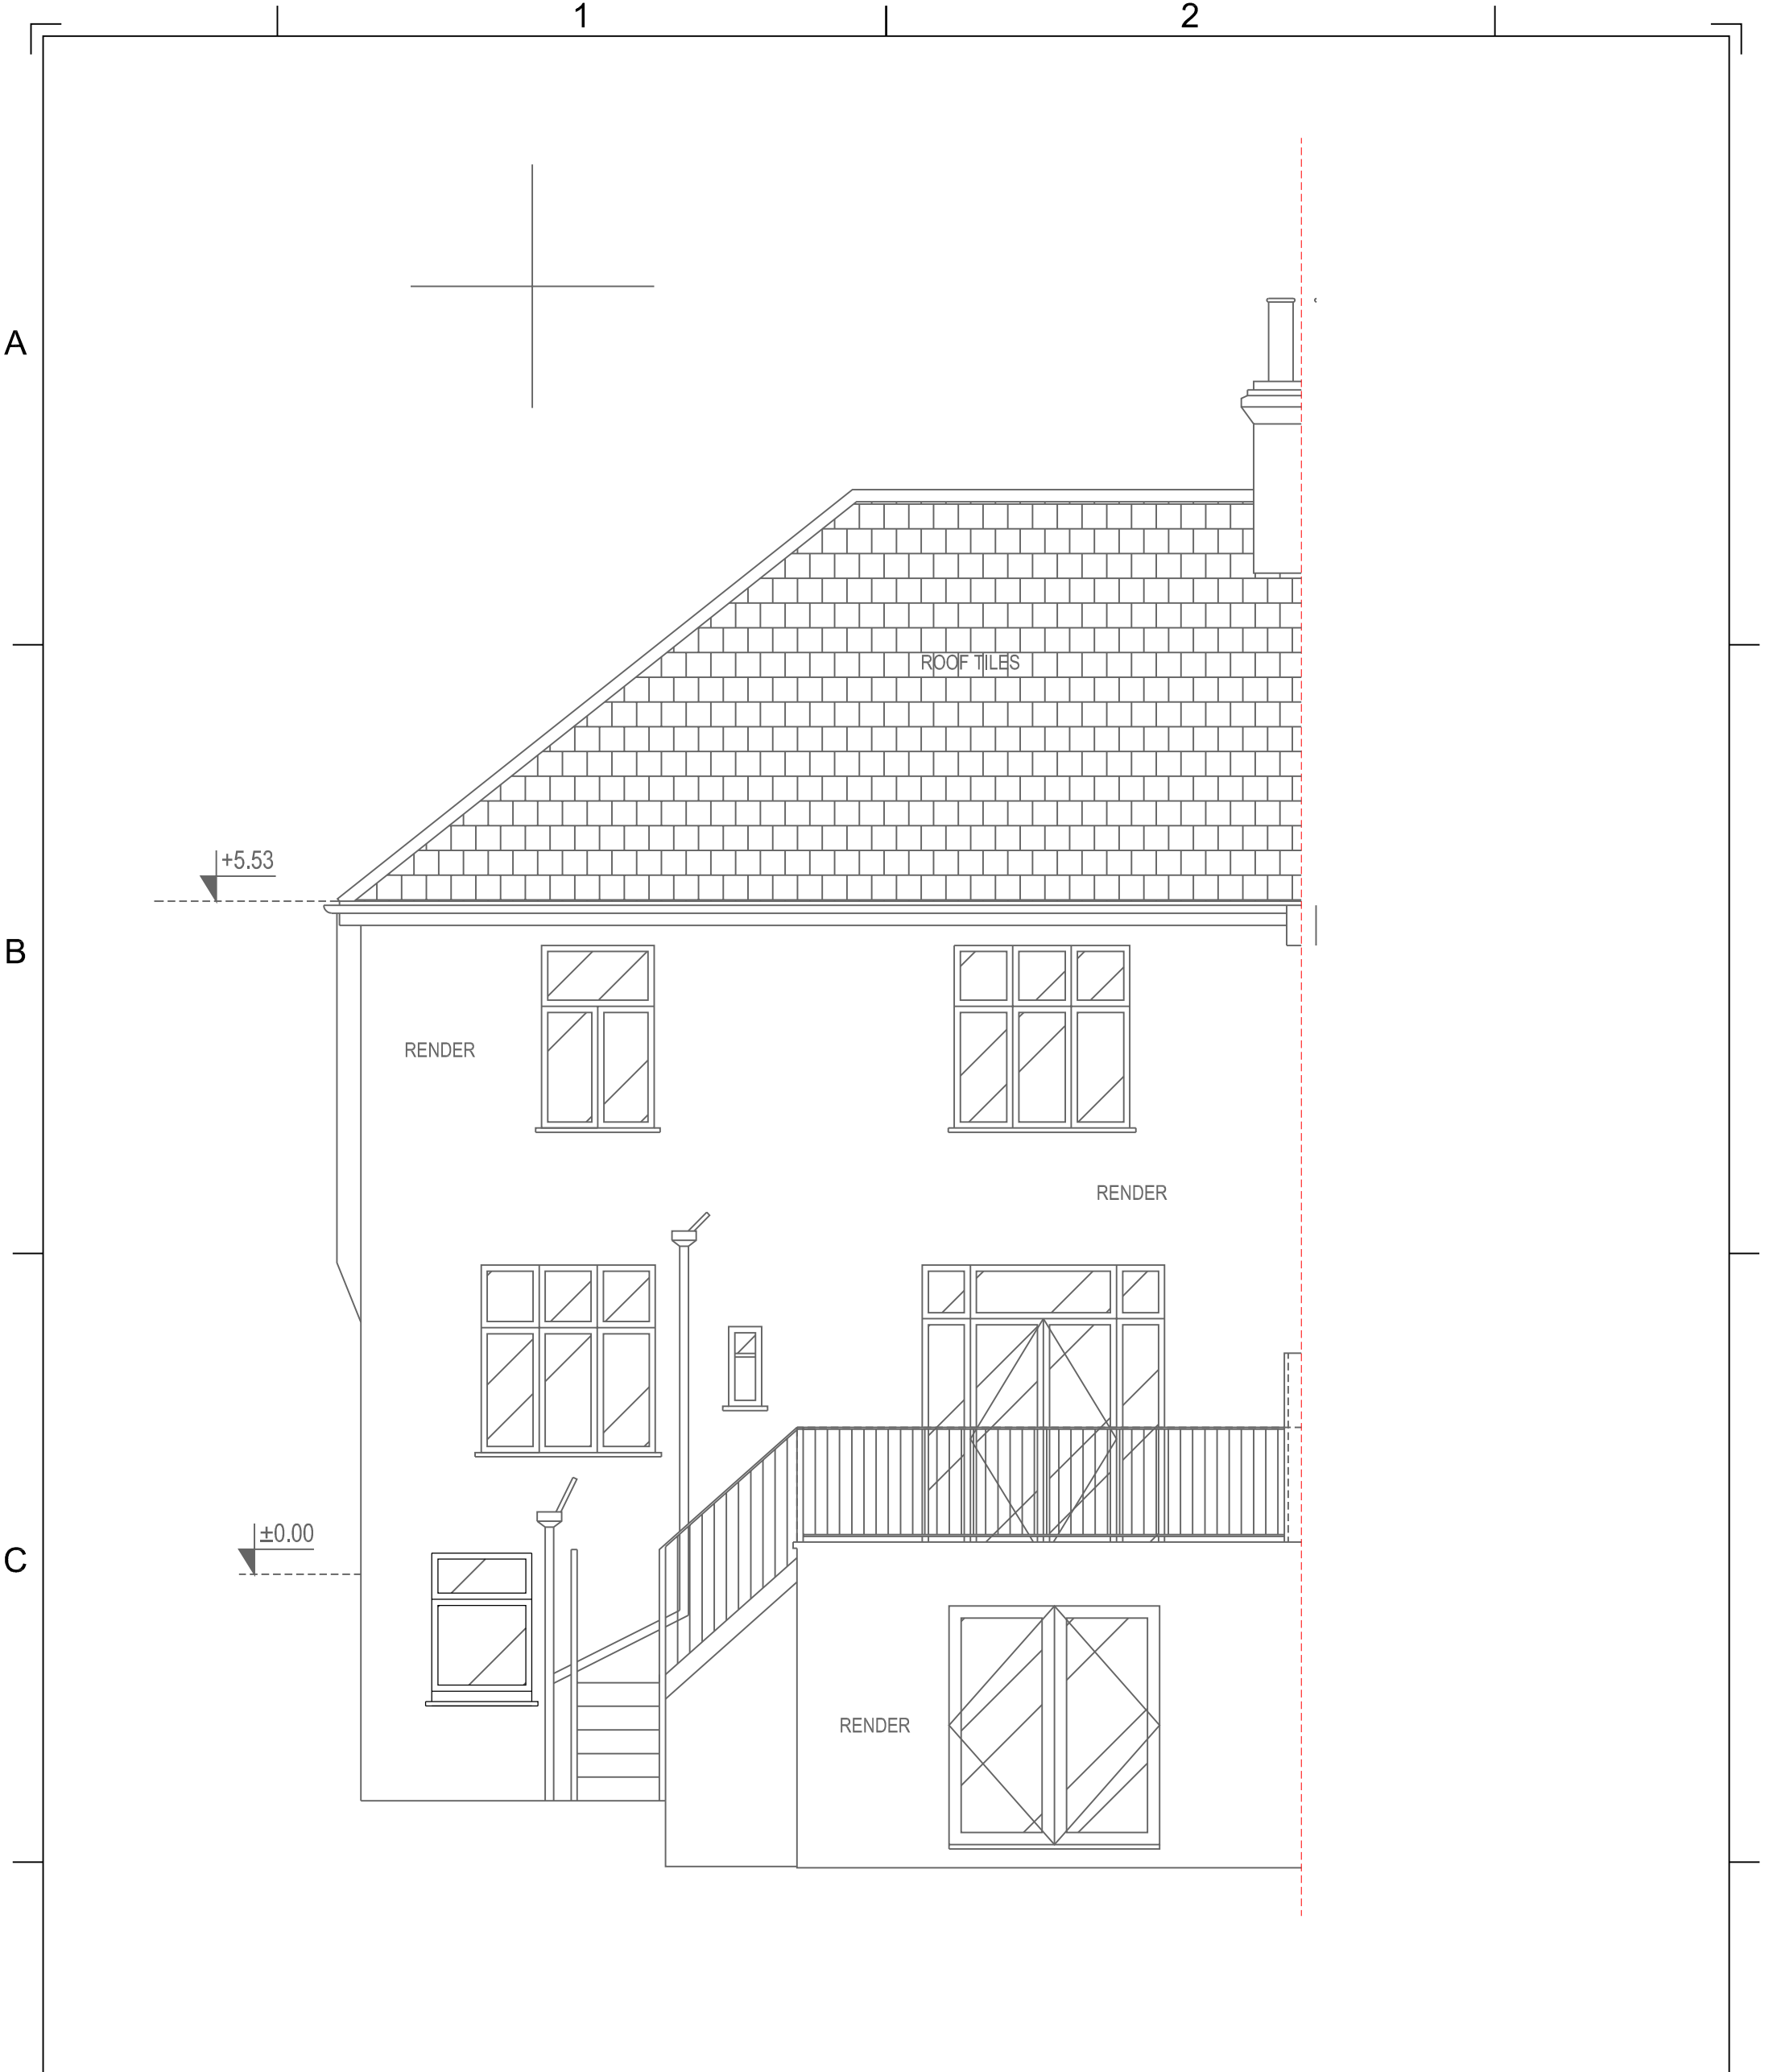 1
2
A
ROOF TILES
+5.53
B
RENDER
RENDER
±0.00
C
RENDER